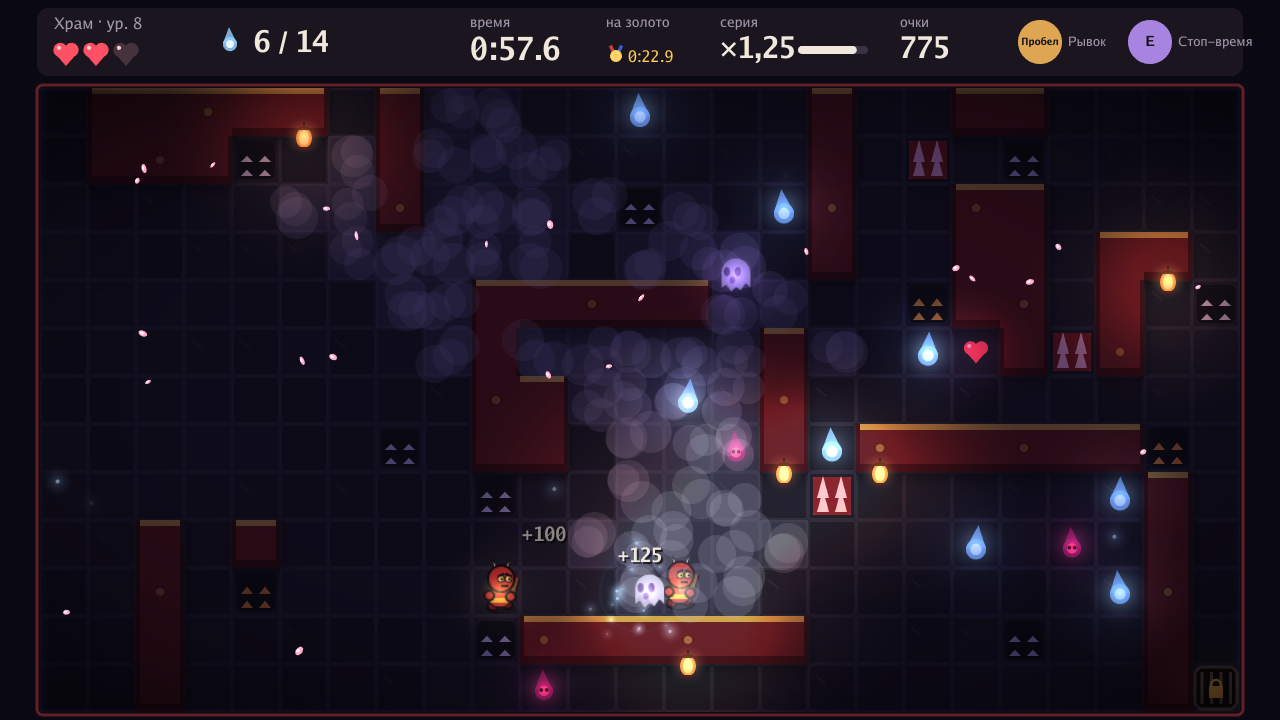 Храм · ур. 8
6 / 14
время
0:57.6
на золото
0:22.9
серия
×1,25
очки
775
Пробел
Рывок
E
Стоп–время
+100
+125